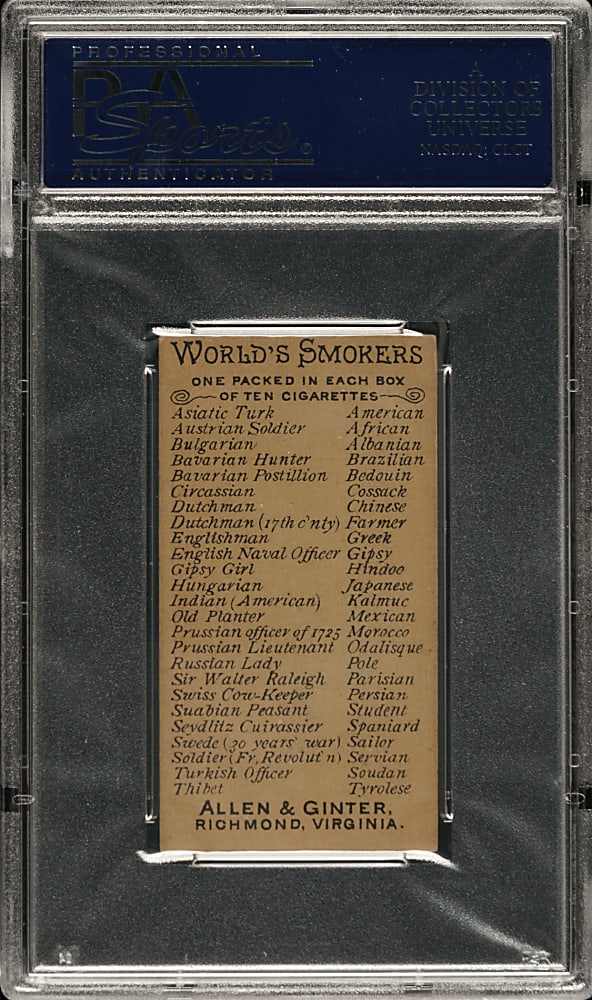 PROFESSIONAL
PSA
Sports
AUTHENTICATOR
A
DIVISION OF
COLLECTORS
UNIVERSE
NASDAQ: CLCT
WORLD'S SMOKERS
ONE PACKED IN EACH BOX
OF TEN CIGARETTES
Asiatic Turk American
Austrian Soldier African
Bulgarian Albanian
Bavarian Hunter Brazilian
Bavarian Postillion Bedouin
Circassian Cossack
Dutchman Chinese
Dutchman (17th c'nty) Farmer
Englishman Greek
English Naval Officer Gipsy
Gipsy Girl Hindoo
Hungarian Japanese
Indian (American) Kalmuc
Old Planter Mexican
Prussian officer of 1725 Morocco
Prussian Lieutenant Odalisque
Russian Lady Pole
Sir Walter Raleigh Parisian
Swiss Cow-Keeper Persian
Suabian Peasant Student
Seydlitz Cuirassier Spaniard
Swede (30 years' war) Sailor
Soldier (Fr, Revolut'n) Servian
Turkish Officer Soudan
Thibet Tyrolese
ALLEN & GINTER,
RICHMOND, VIRGINIA.